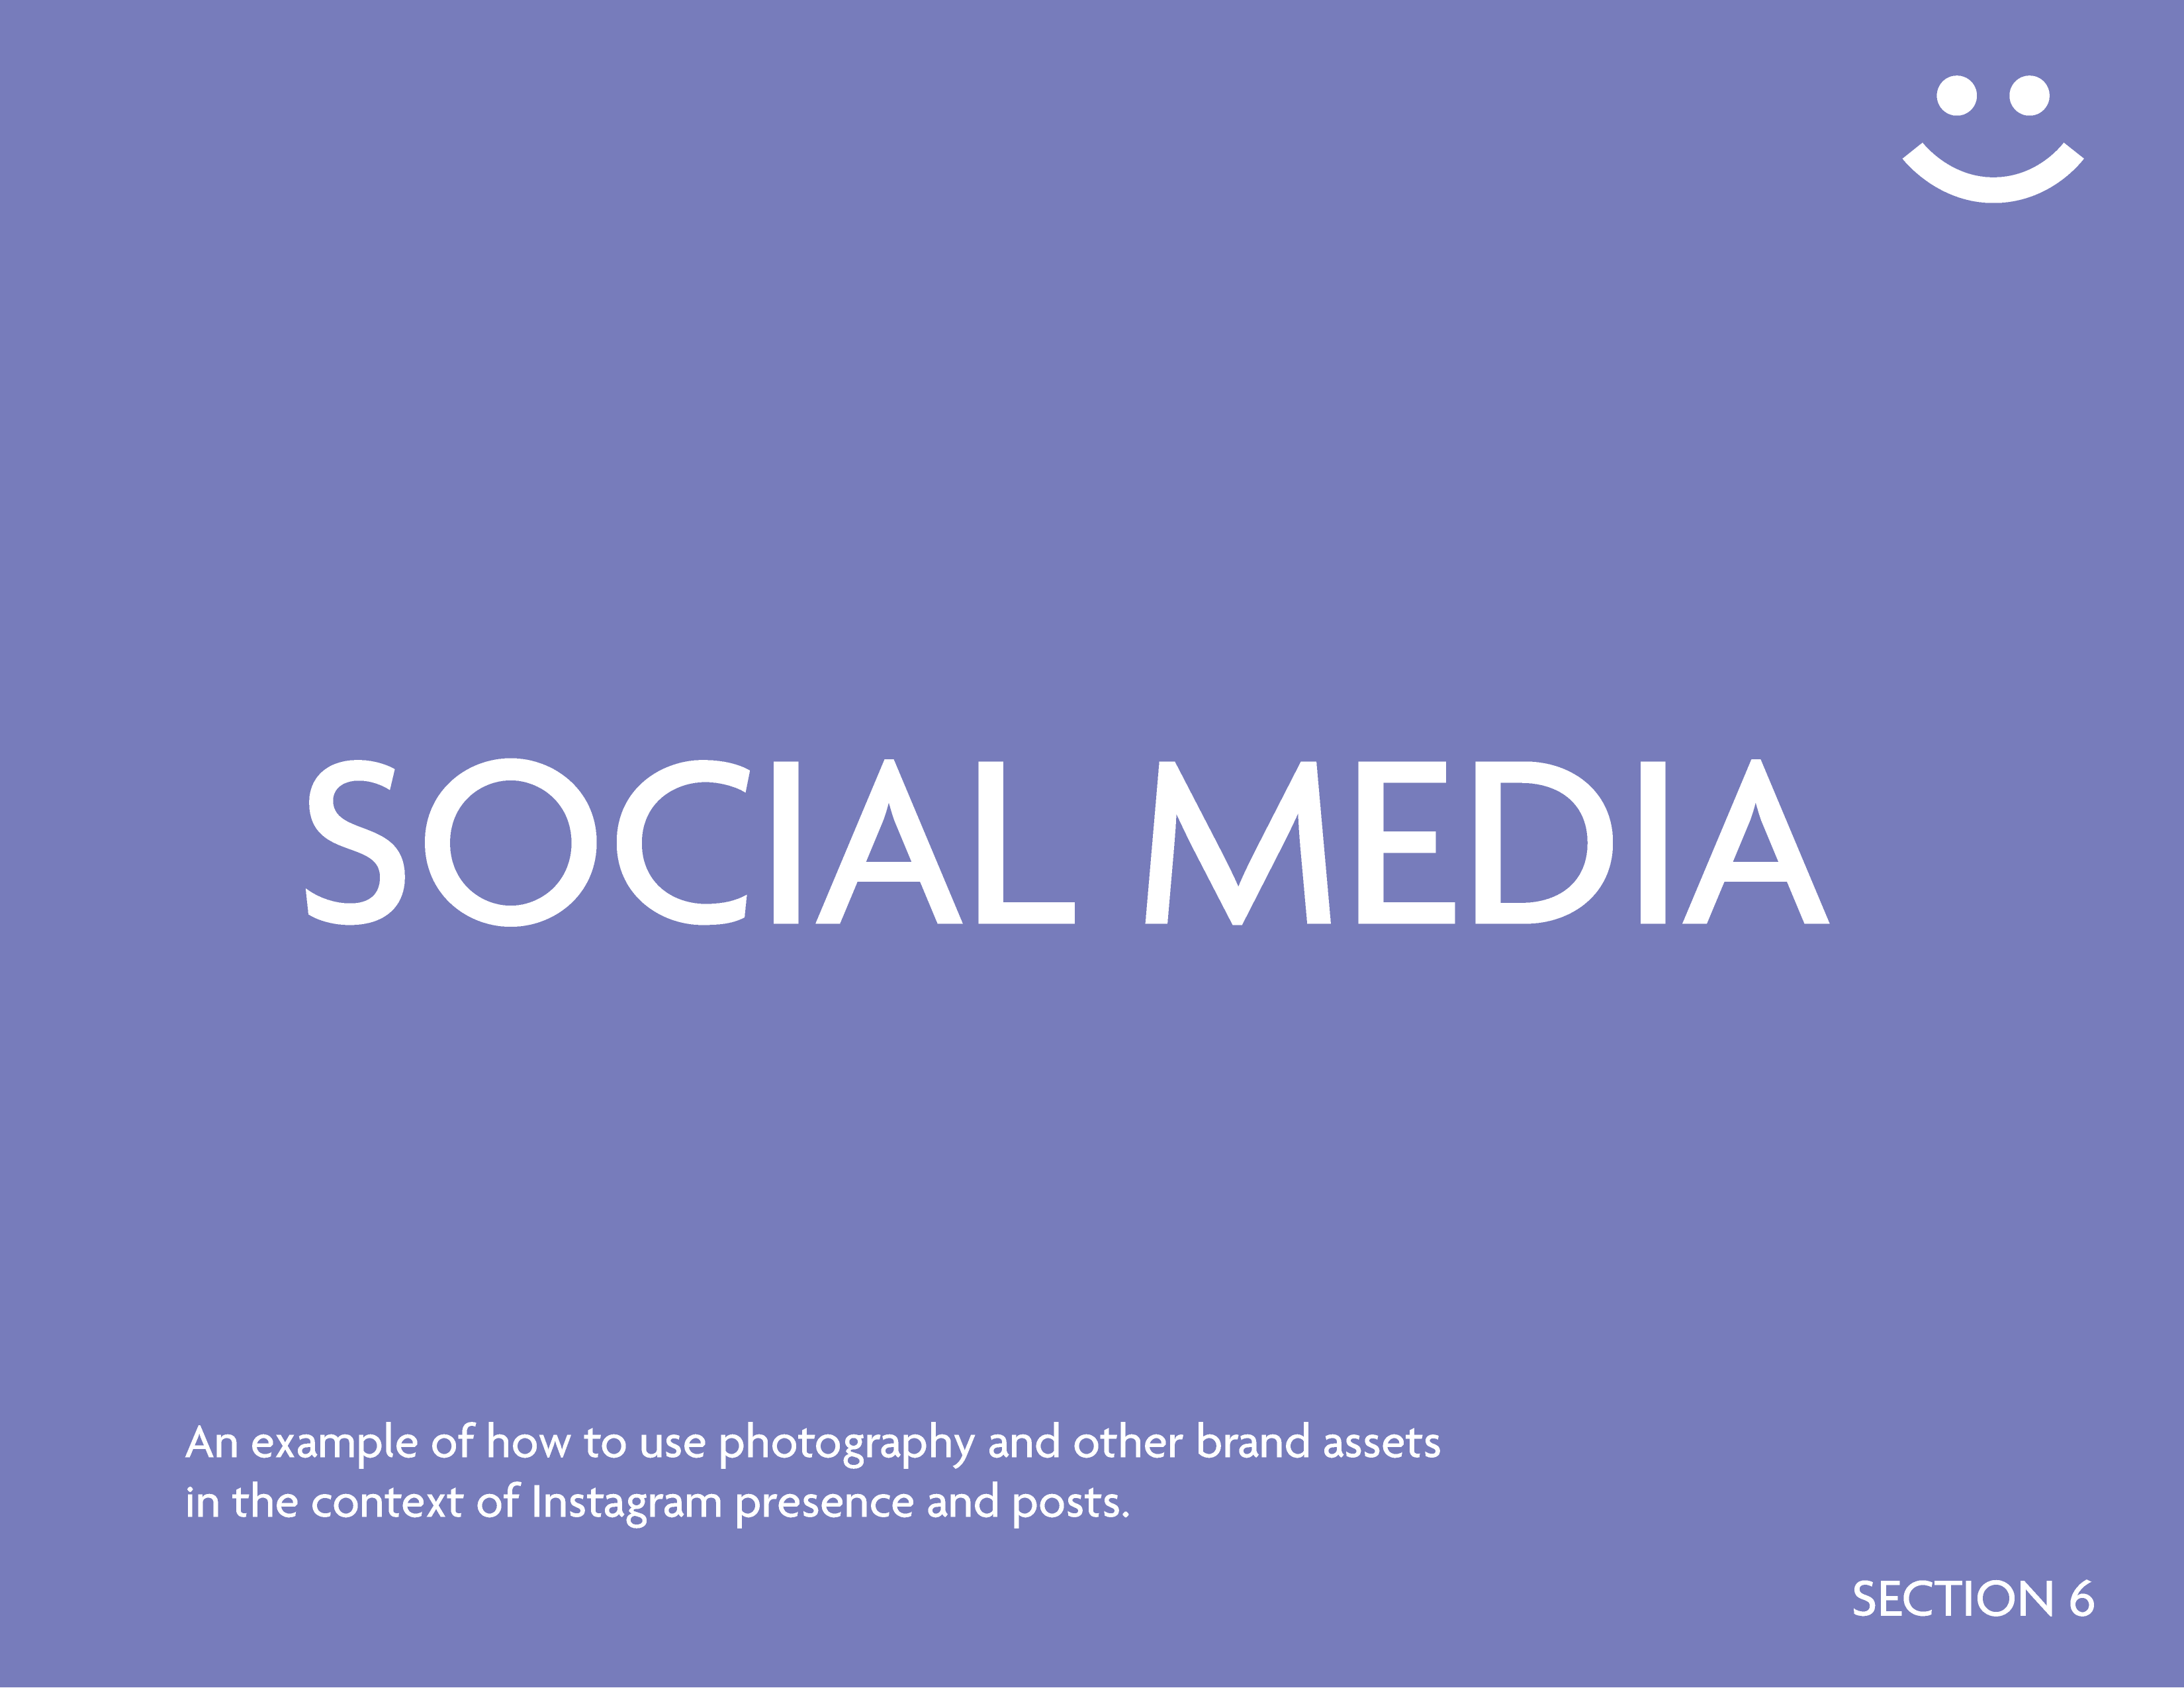 SOCIAL MEDIA
An example of how to use photography and other brand assets
in the context of Instagram presence and posts.
SECTION 6